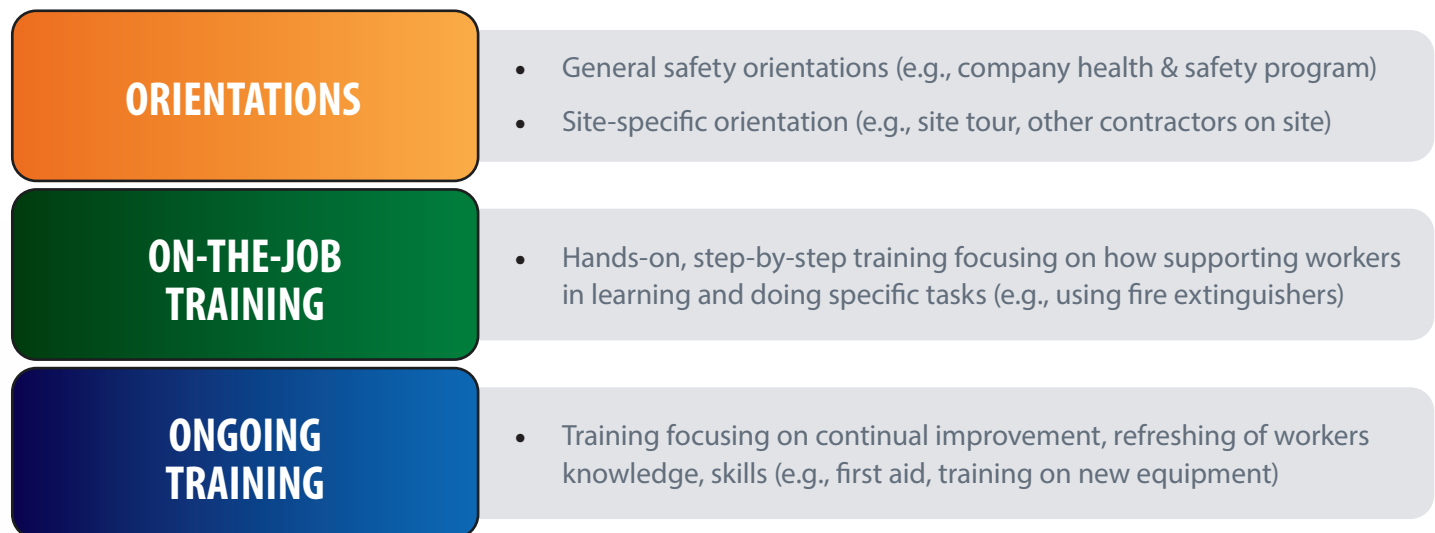 ORIENTATIONS
• General safety orientations (e.g., company health & safety program)
• Site-specific orientation (e.g., site tour, other contractors on site)
ON-THE-JOB
TRAINING
• Hands-on, step-by-step training focusing on how supporting workers
in learning and doing specific tasks (e.g., using fire extinguishers)
ONGOING
TRAINING
• Training focusing on continual improvement, refreshing of workers
knowledge, skills (e.g., first aid, training on new equipment)